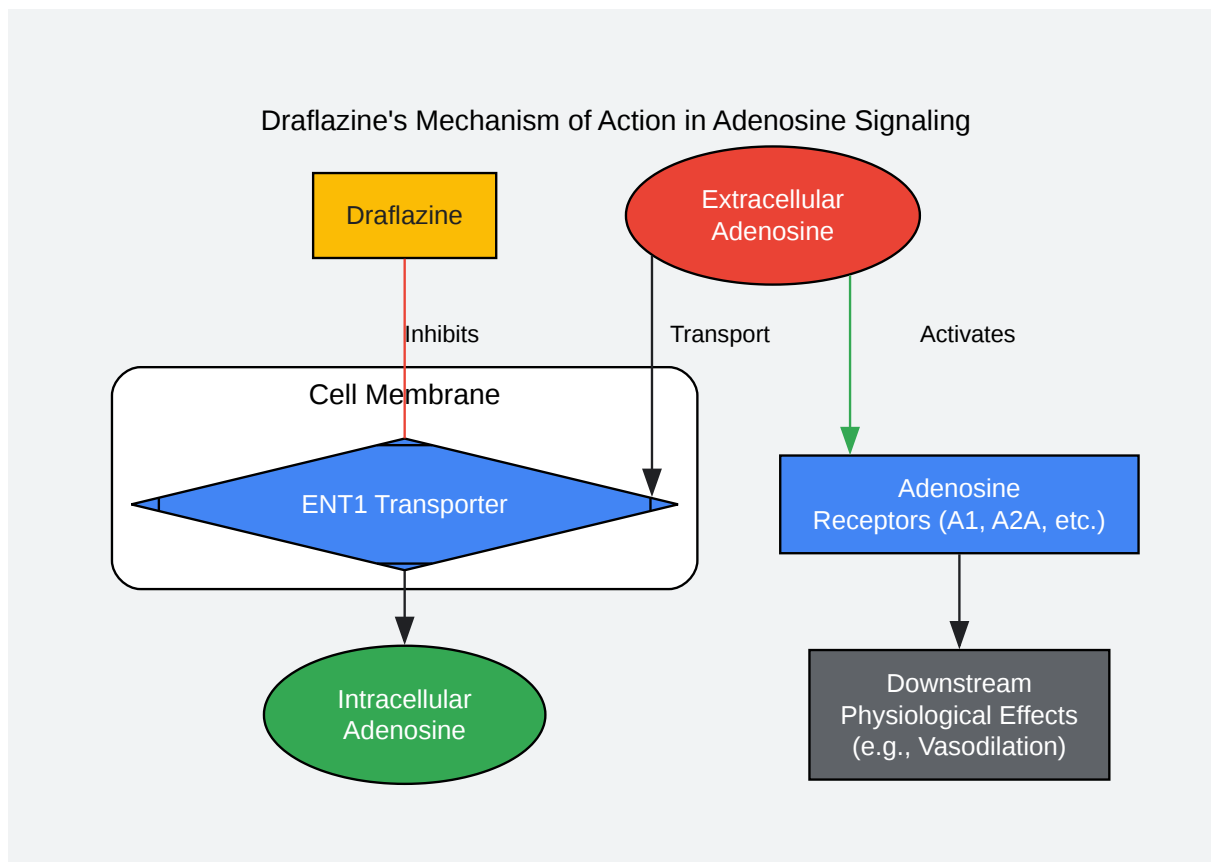 Draflazine's Mechanism of Action in Adenosine Signaling
Draflazine
Extracellular
Adenosine
Inhibits
Transport
Activates
Cell Membrane
ENT1 Transporter
Adenosine
Receptors (A1, A2A, etc.)
Intracellular
Adenosine
Downstream
Physiological Effects
(e.g., Vasodilation)